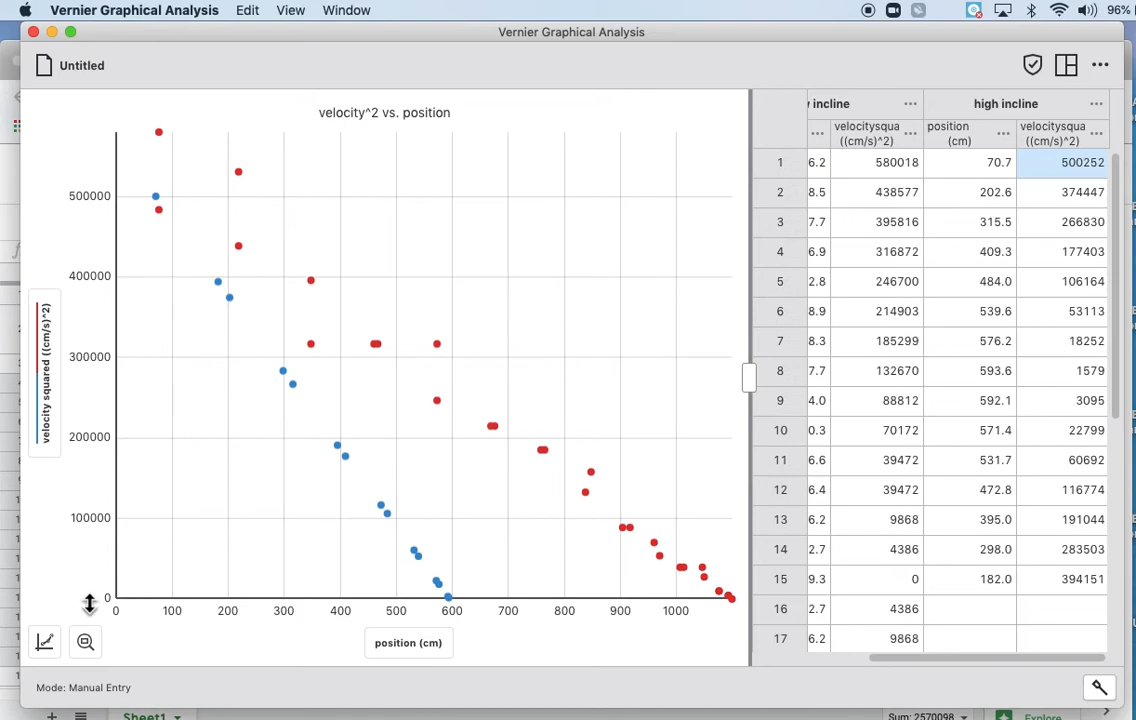 Vernier Graphical Analysis Edit View Window 96%
Vernier Graphical Analysis
Untitled
velocity^2 vs. position
500000
400000
300000
200000
100000
0
velocity squared ((cm/s)^2)
0 100 200 300 400 500 600 700 800 900 1000
position (cm)
incline ... high incline ...
... velocitysqua ((cm/s)^2) ... position (cm) ... velocitysqua ((cm/s)^2) ...
1 6.2 580018 70.7 500252
2 8.5 438577 202.6 374447
3 7.7 395816 315.5 266830
4 6.9 316872 409.3 177403
5 2.8 246700 484.0 106164
6 8.9 214903 539.6 53113
7 8.3 185299 576.2 18252
8 7.7 132670 593.6 1579
9 4.0 88812 592.1 3095
10 0.3 70172 571.4 22799
11 6.6 39472 531.7 60692
12 6.4 39472 472.8 116774
13 6.2 9868 395.0 191044
14 2.7 4386 298.0 283503
15 9.3 0 182.0 394151
16 2.7 4386
17 6.2 9868
Mode: Manual Entry
Sheet1 Sum: 2570098 Explore